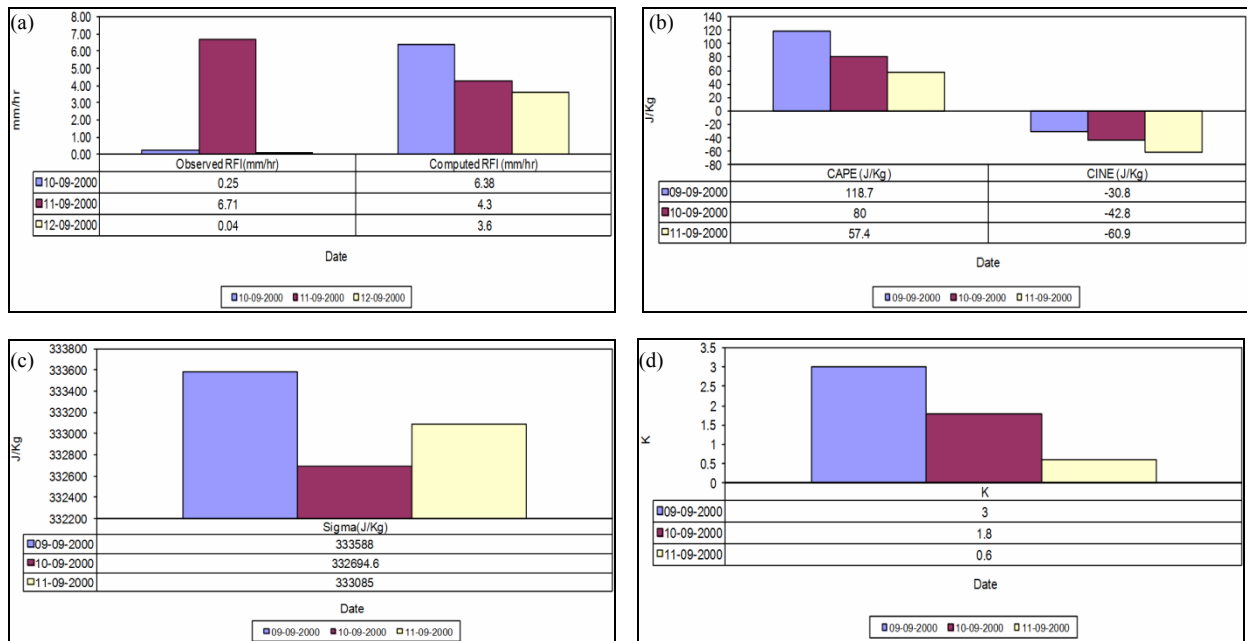 (a)
8.00
7.00
6.00
5.00
4.00
3.00
2.00
1.00
0.00
mm/hr
Observed RFI(mm/hr) Computed RFI (mm/hr)
10-09-2000 0.25 6.38
11-09-2000 6.71 4.3
12-09-2000 0.04 3.6
Date
10-09-2000 11-09-2000 12-09-2000
(b)
140
120
100
80
60
40
20
0
-20
-40
-60
-80
J/Kg
CAPE (J/Kg) CINE (J/Kg)
09-09-2000 118.7 -30.8
10-09-2000 80 -42.8
11-09-2000 57.4 -60.9
Date
09-09-2000 10-09-2000 11-09-2000
(c)
333800
333600
333400
333200
333000
332800
332600
332400
332200
J/Kg
Sigma(J/Kg)
09-09-2000 333588
10-09-2000 332694.6
11-09-2000 333085
Date
09-09-2000 10-09-2000 11-09-2000
(d)
3.5
3
2.5
2
1.5
1
0.5
0
K
K
09-09-2000 3
10-09-2000 1.8
11-09-2000 0.6
Date
09-09-2000 10-09-2000 11-09-2000